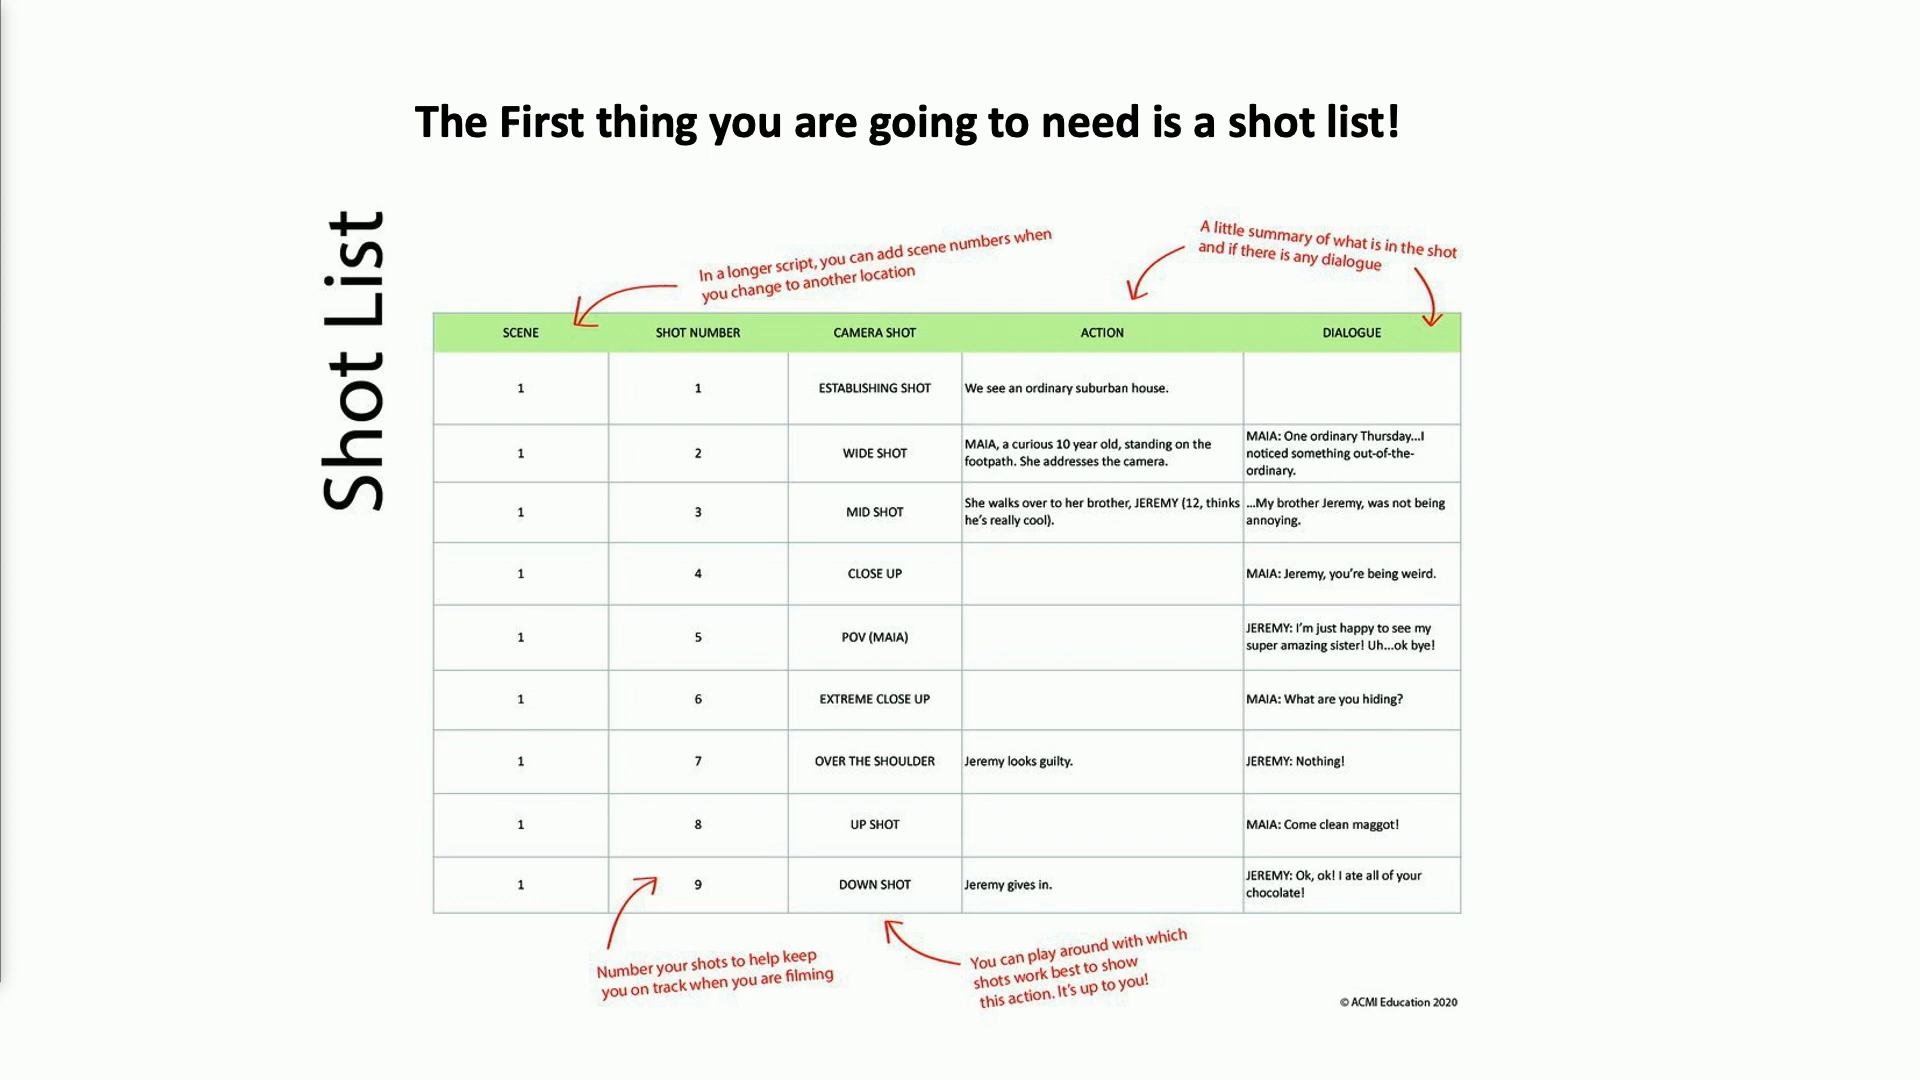 The First thing you are going to need is a shot list!
Shot List
In a longer script, you can add scene numbers when
you change to another location
A little summary of what is in the shot
and if there is any dialogue
SCENE SHOT NUMBER CAMERA SHOT ACTION DIALOGUE
1 1 ESTABLISHING SHOT We see an ordinary suburban house.
1 2 WIDE SHOT MAIA, a curious 10 year old, standing on the
footpath. She addresses the camera.
MAIA: One ordinary Thursday...I
noticed something out-of-the-
ordinary.
1 3 MID SHOT She walks over to her brother, JEREMY (12, thinks
he's really cool).
...My brother Jeremy, was not being
annoying.
1 4 CLOSE UP MAIA: Jeremy, you're being weird.
1 5 POV (MAIA) JEREMY: I'm just happy to see my
super amazing sister! Uh...ok bye!
1 6 EXTREME CLOSE UP MAIA: What are you hiding?
1 7 OVER THE SHOULDER Jeremy looks guilty. JEREMY: Nothing!
1 8 UP SHOT MAIA: Come clean maggot!
1 9 DOWN SHOT Jeremy gives in. JEREMY: Ok, ok! I ate all of your
chocolate!
Number your shots to help keep
you on track when you are filming
You can play around with which
shots work best to show
this action. It's up to you!
© ACMI Education 2020